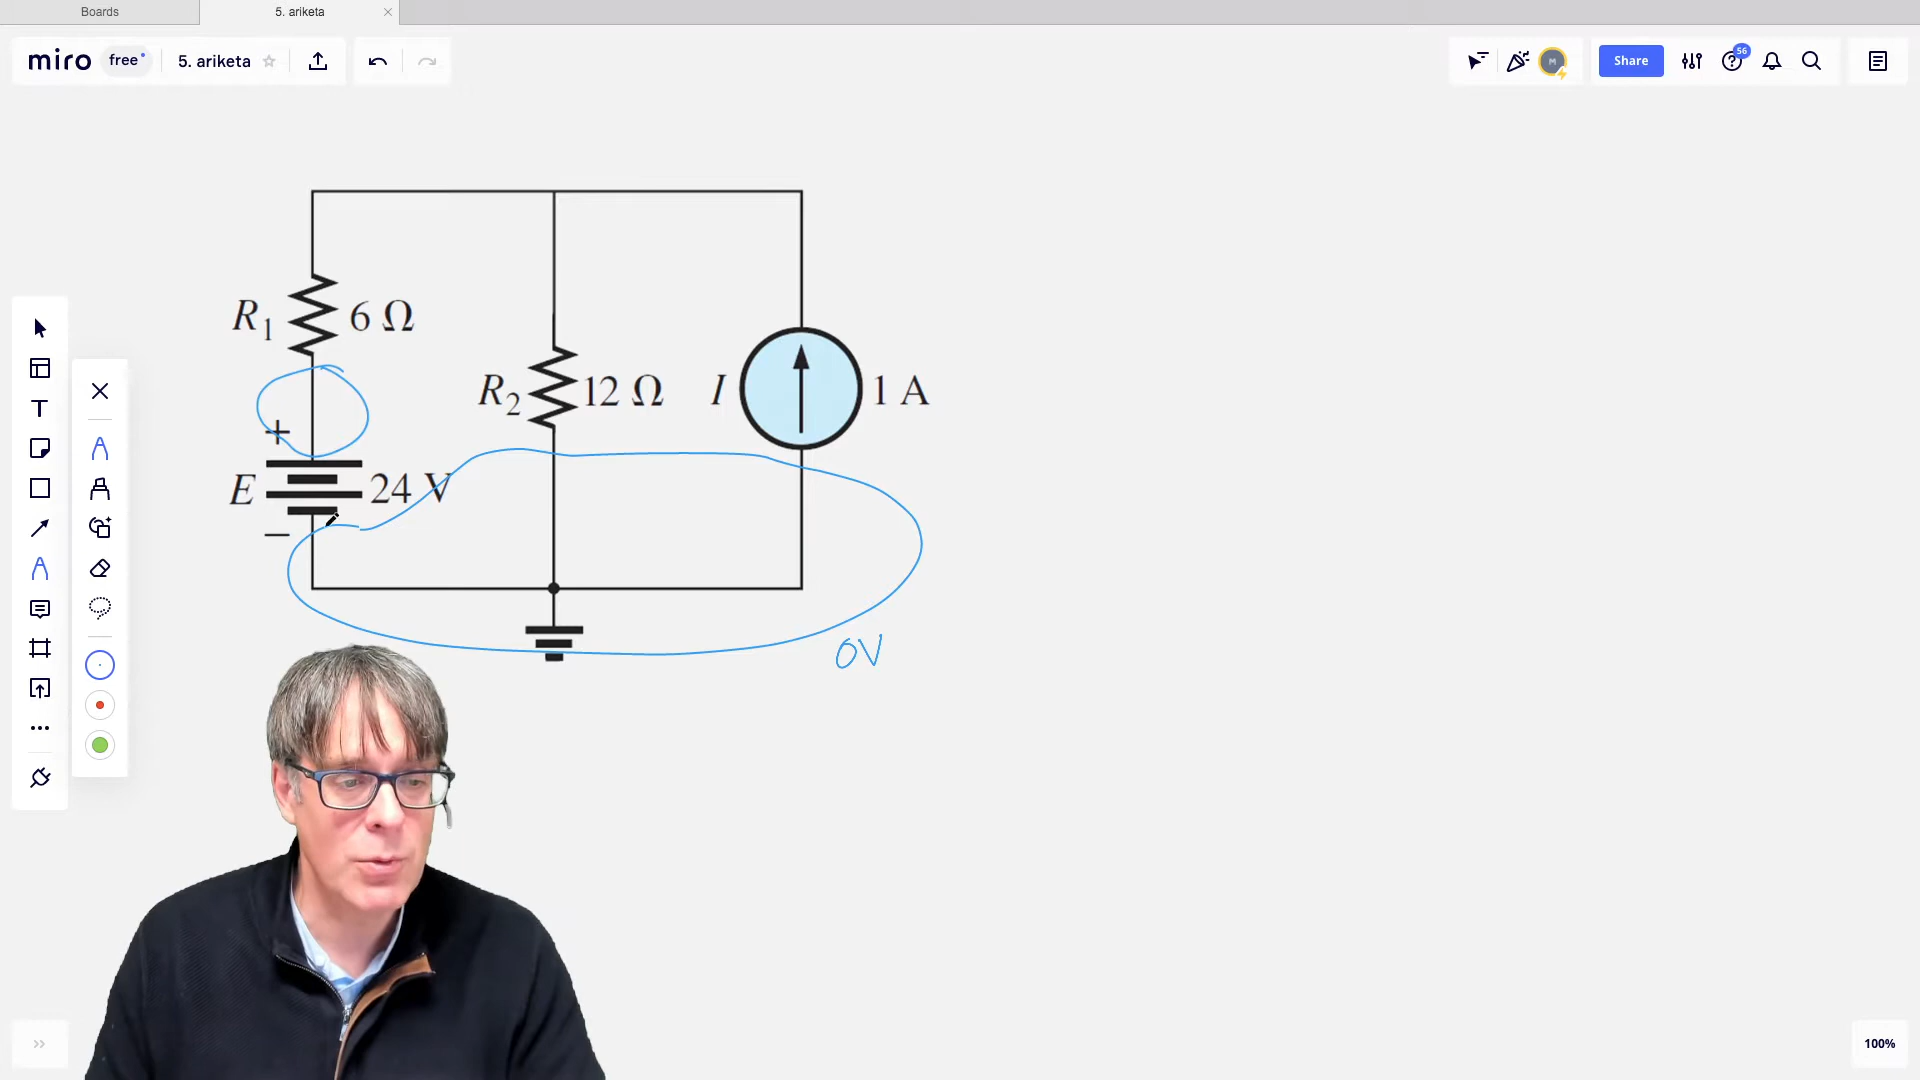 Boards
5. ariketa
miro free 5. ariketa
56
M
Share
R1 6 Ω
R2 12 Ω
I 1 A
+
E 24 V
−
0V
100%